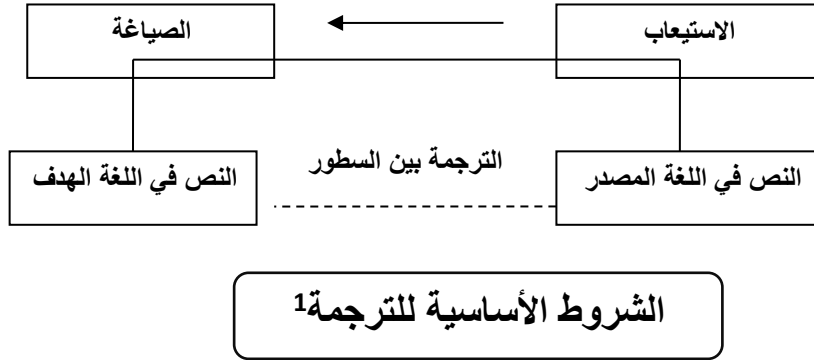 الاستيعاب
الصياغة
الترجمة بين السطور
النص في اللغة المصدر
النص في اللغة الهدف
الشروط الأساسية للترجمة¹